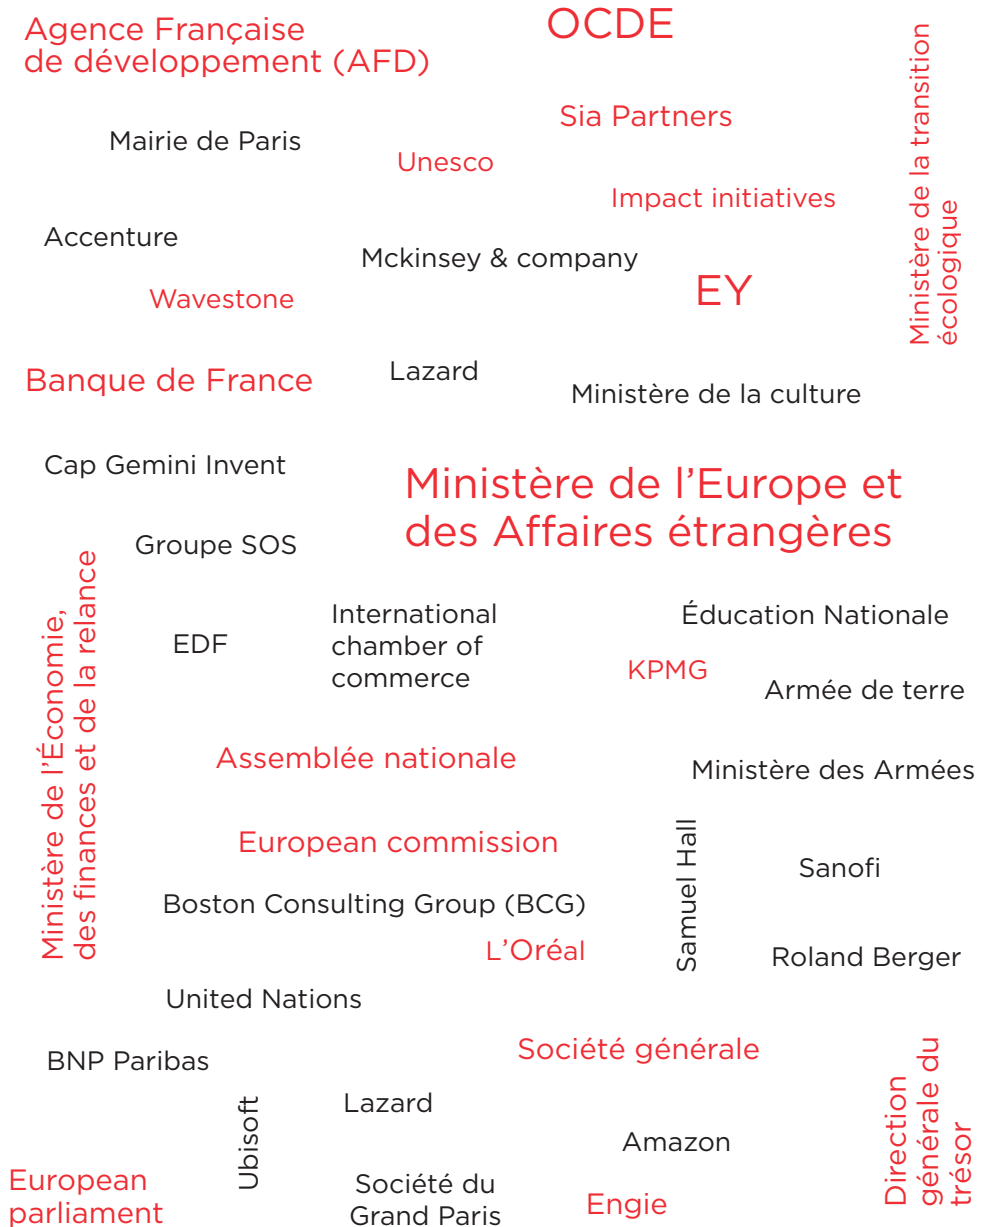 Agence Française
de développement (AFD)
OCDE
Ministère de la transition
écologique
Sia Partners
Mairie de Paris
Unesco
Impact initiatives
Accenture
Mckinsey & company
Wavestone
EY
Banque de France
Lazard
Ministère de la culture
Cap Gemini Invent
Ministère de l’Europe et
des Affaires étrangères
Groupe SOS
Ministère de l’Économie,
des finances et de la relance
International
chamber of
commerce
Éducation Nationale
EDF
KPMG
Armée de terre
Assemblée nationale
Ministère des Armées
European commission
Samuel Hall
Sanofi
Boston Consulting Group (BCG)
L’Oréal
Roland Berger
United Nations
Société générale
BNP Paribas
Direction
générale du
trésor
Ubisoft
Lazard
Amazon
European
parliament
Société du
Grand Paris
Engie